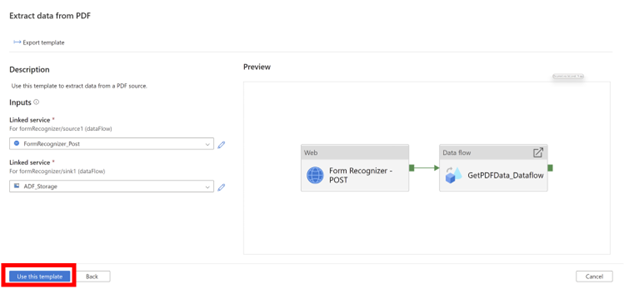 Extract data from PDF
Export template
Description
Use this template to extract data from a PDF source.
Inputs
Linked service *
For formRecognizer/source1 (dataFlow)
FormRecognizer_Post
Linked service *
For formRecognizer/sink1 (dataFlow)
ADF_Storage
Preview
Web
Form Recognizer -
POST
Data flow
GetPDFData_Dataflow
Use this template
Back
Cancel